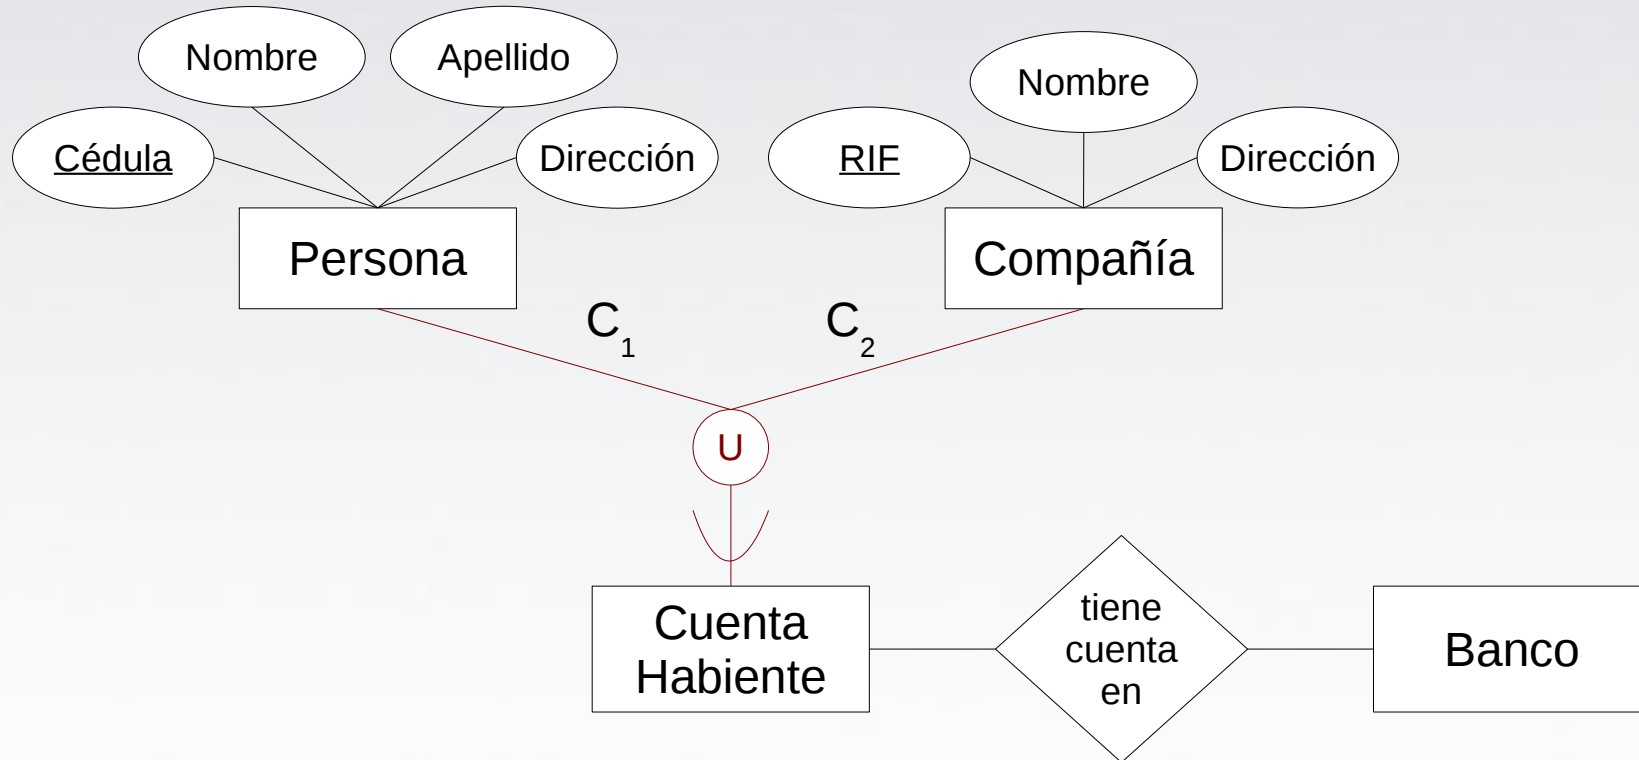 Nombre
Apellido
Nombre
Cédula
Dirección
RIF
Dirección
Persona
Compañía
C1
C2
U
Cuenta
Habiente
tiene
cuenta
en
Banco